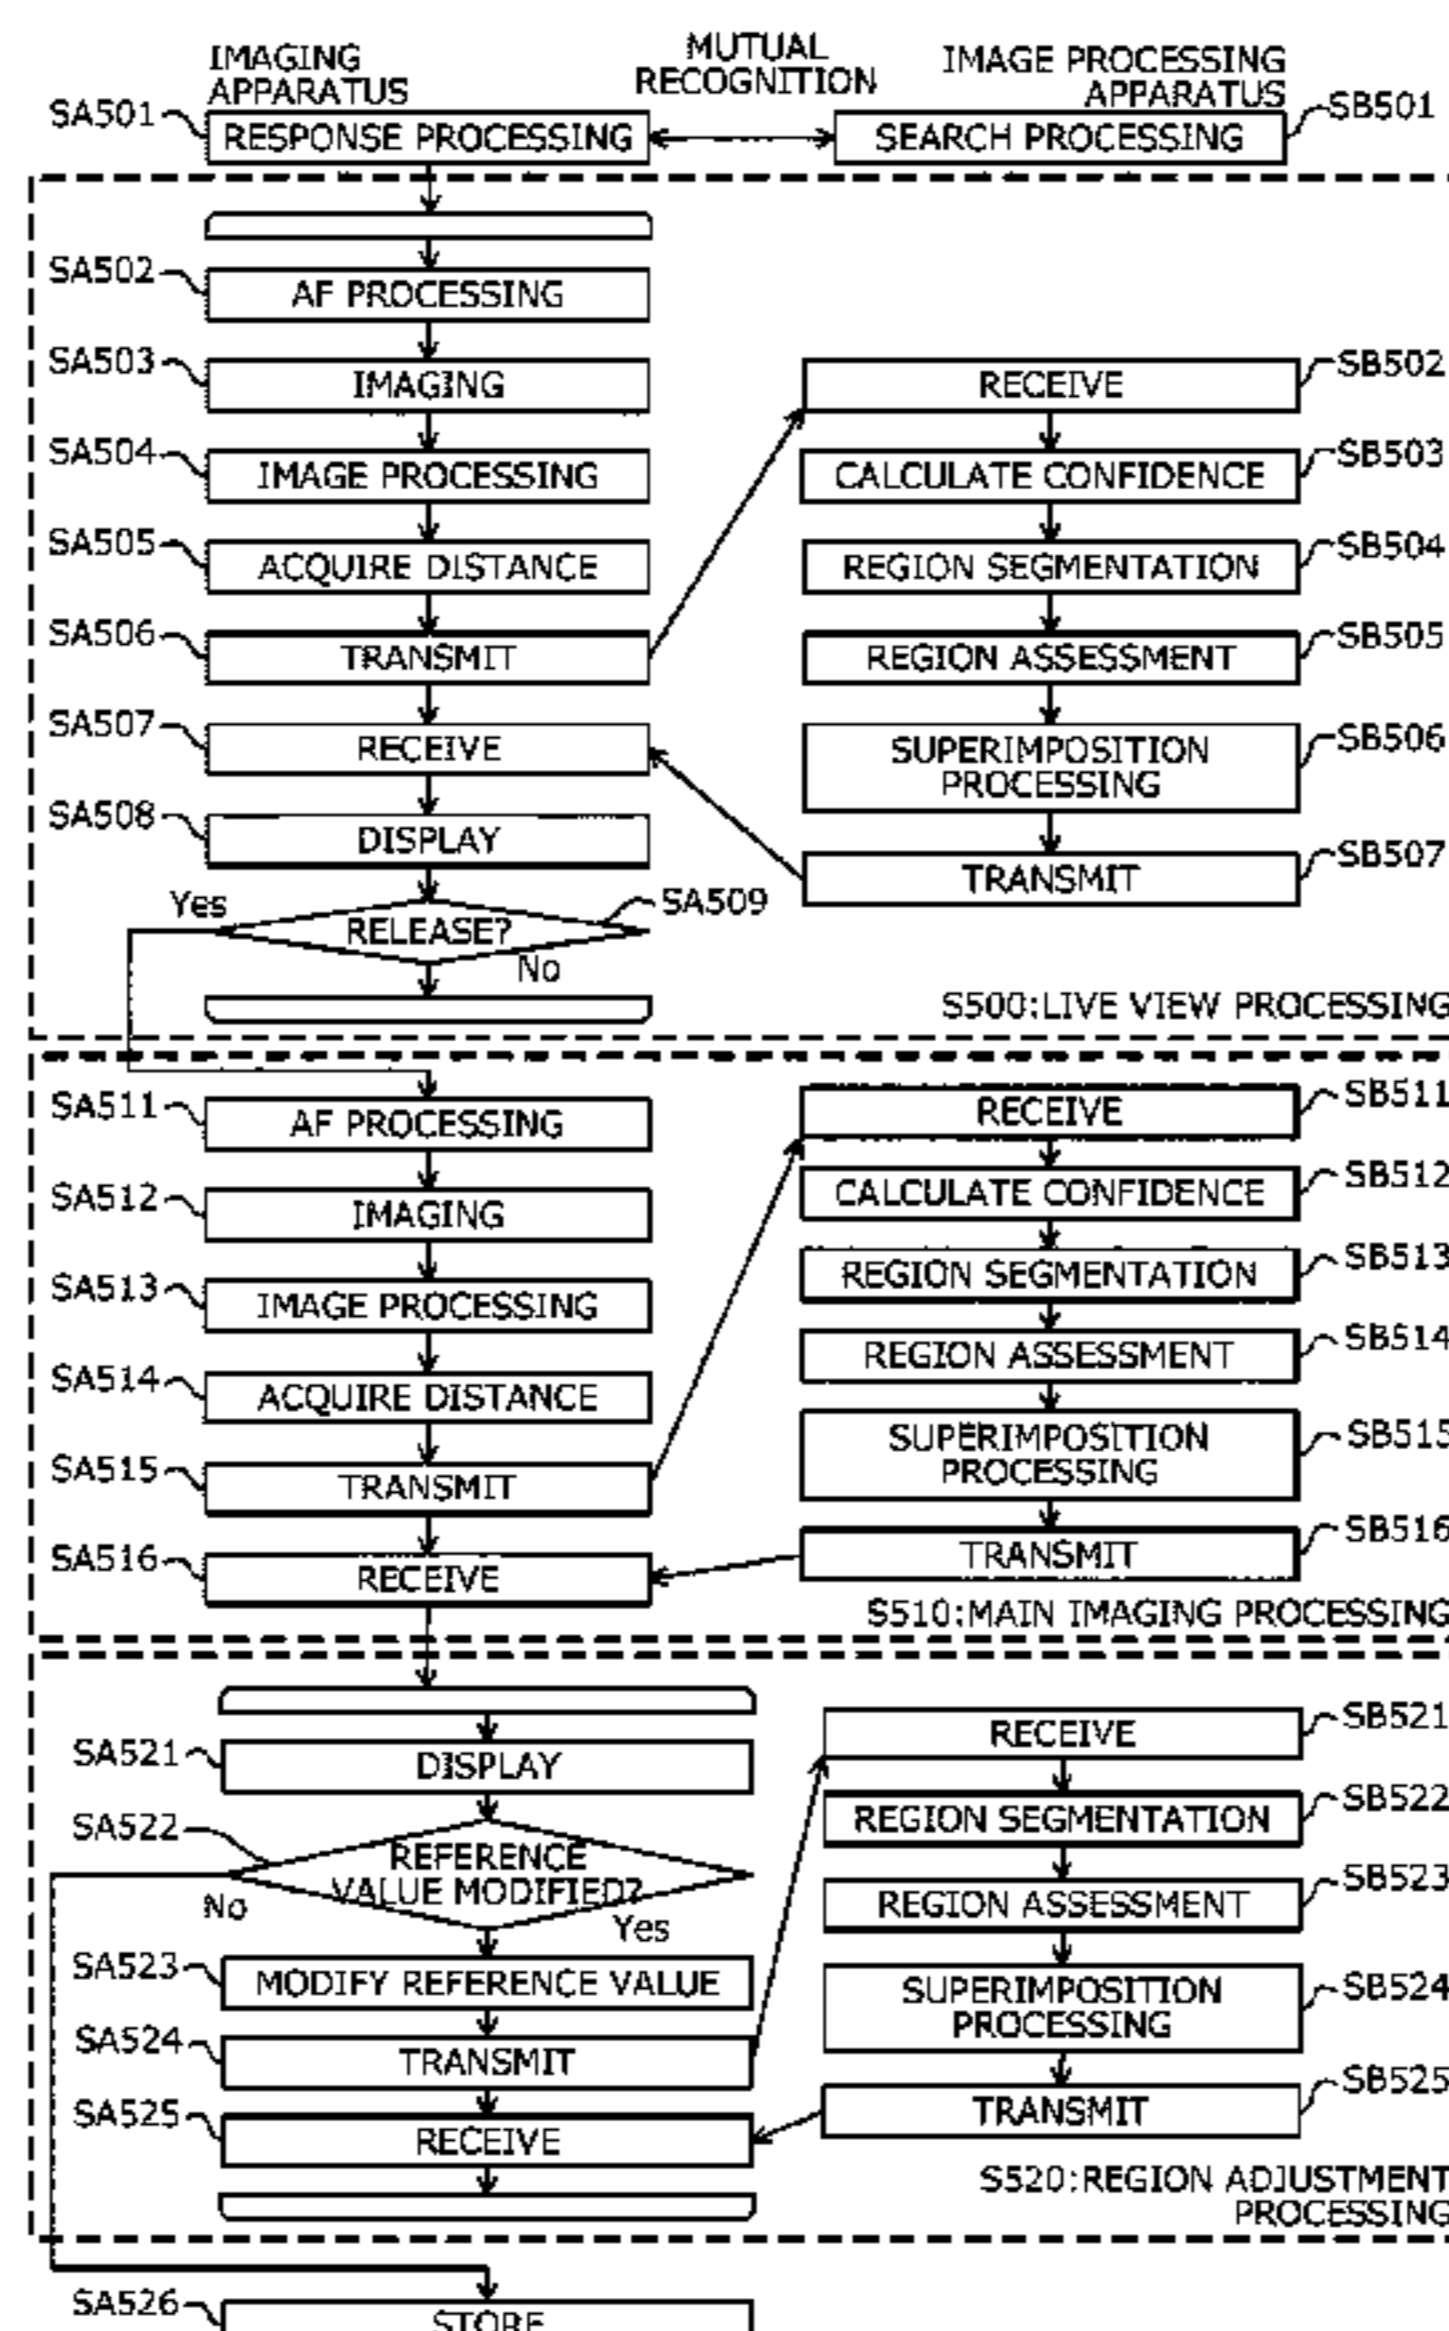 IMAGING
APPARATUS
MUTUAL
RECOGNITION
IMAGE PROCESSING
APPARATUS
SA501
RESPONSE PROCESSING
SEARCH PROCESSING
SB501
SA502
AF PROCESSING
SA503
IMAGING
RECEIVE
SB502
SA504
IMAGE PROCESSING
CALCULATE CONFIDENCE
SB503
SA505
ACQUIRE DISTANCE
REGION SEGMENTATION
SB504
SA506
TRANSMIT
REGION ASSESSMENT
SB505
SA507
RECEIVE
SUPERIMPOSITION
PROCESSING
SB506
SA508
DISPLAY
TRANSMIT
SB507
Yes
RELEASE?
SA509
No
S500:LIVE VIEW PROCESSING
SA511
AF PROCESSING
RECEIVE
SB511
SA512
IMAGING
CALCULATE CONFIDENCE
SB512
SA513
IMAGE PROCESSING
REGION SEGMENTATION
SB513
SA514
ACQUIRE DISTANCE
REGION ASSESSMENT
SB514
SA515
TRANSMIT
SUPERIMPOSITION
PROCESSING
SB515
SA516
RECEIVE
TRANSMIT
SB516
S510:MAIN IMAGING PROCESSING
SA521
DISPLAY
RECEIVE
SB521
SA522
REFERENCE
VALUE MODIFIED?
No
Yes
REGION SEGMENTATION
SB522
REGION ASSESSMENT
SB523
SA523
MODIFY REFERENCE VALUE
SUPERIMPOSITION
PROCESSING
SB524
SA524
TRANSMIT
TRANSMIT
SB525
SA525
RECEIVE
S520:REGION ADJUSTMENT
PROCESSING
SA526
STORE